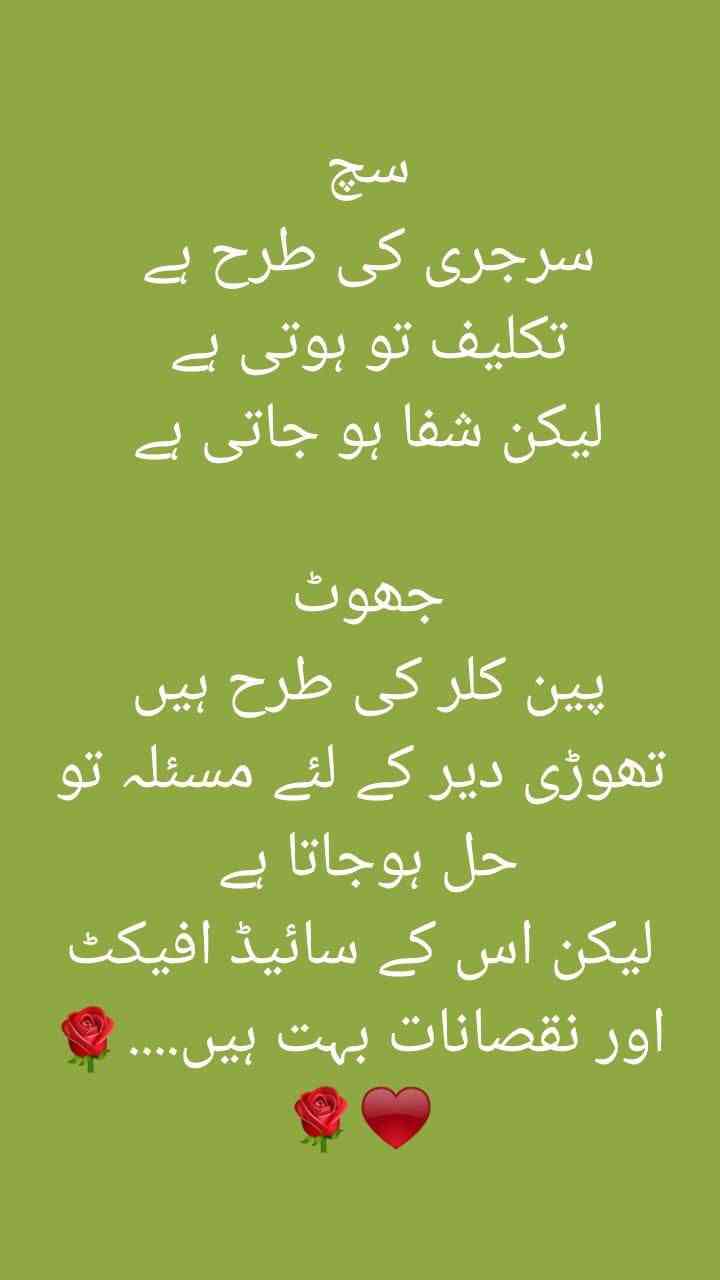 سچ
سرجری کی طرح ہے
تکلیف تو ہوتی ہے
لیکن شفا ہو جاتی ہے
جھوٹ
پین کلر کی طرح ہیں
تھوڑی دیر کے لئے مسئلہ تو
حل ہوجاتا ہے
لیکن اس کے سائیڈ افیکٹ
اور نقصانات بہت ہیں....🌹
♥️🌹